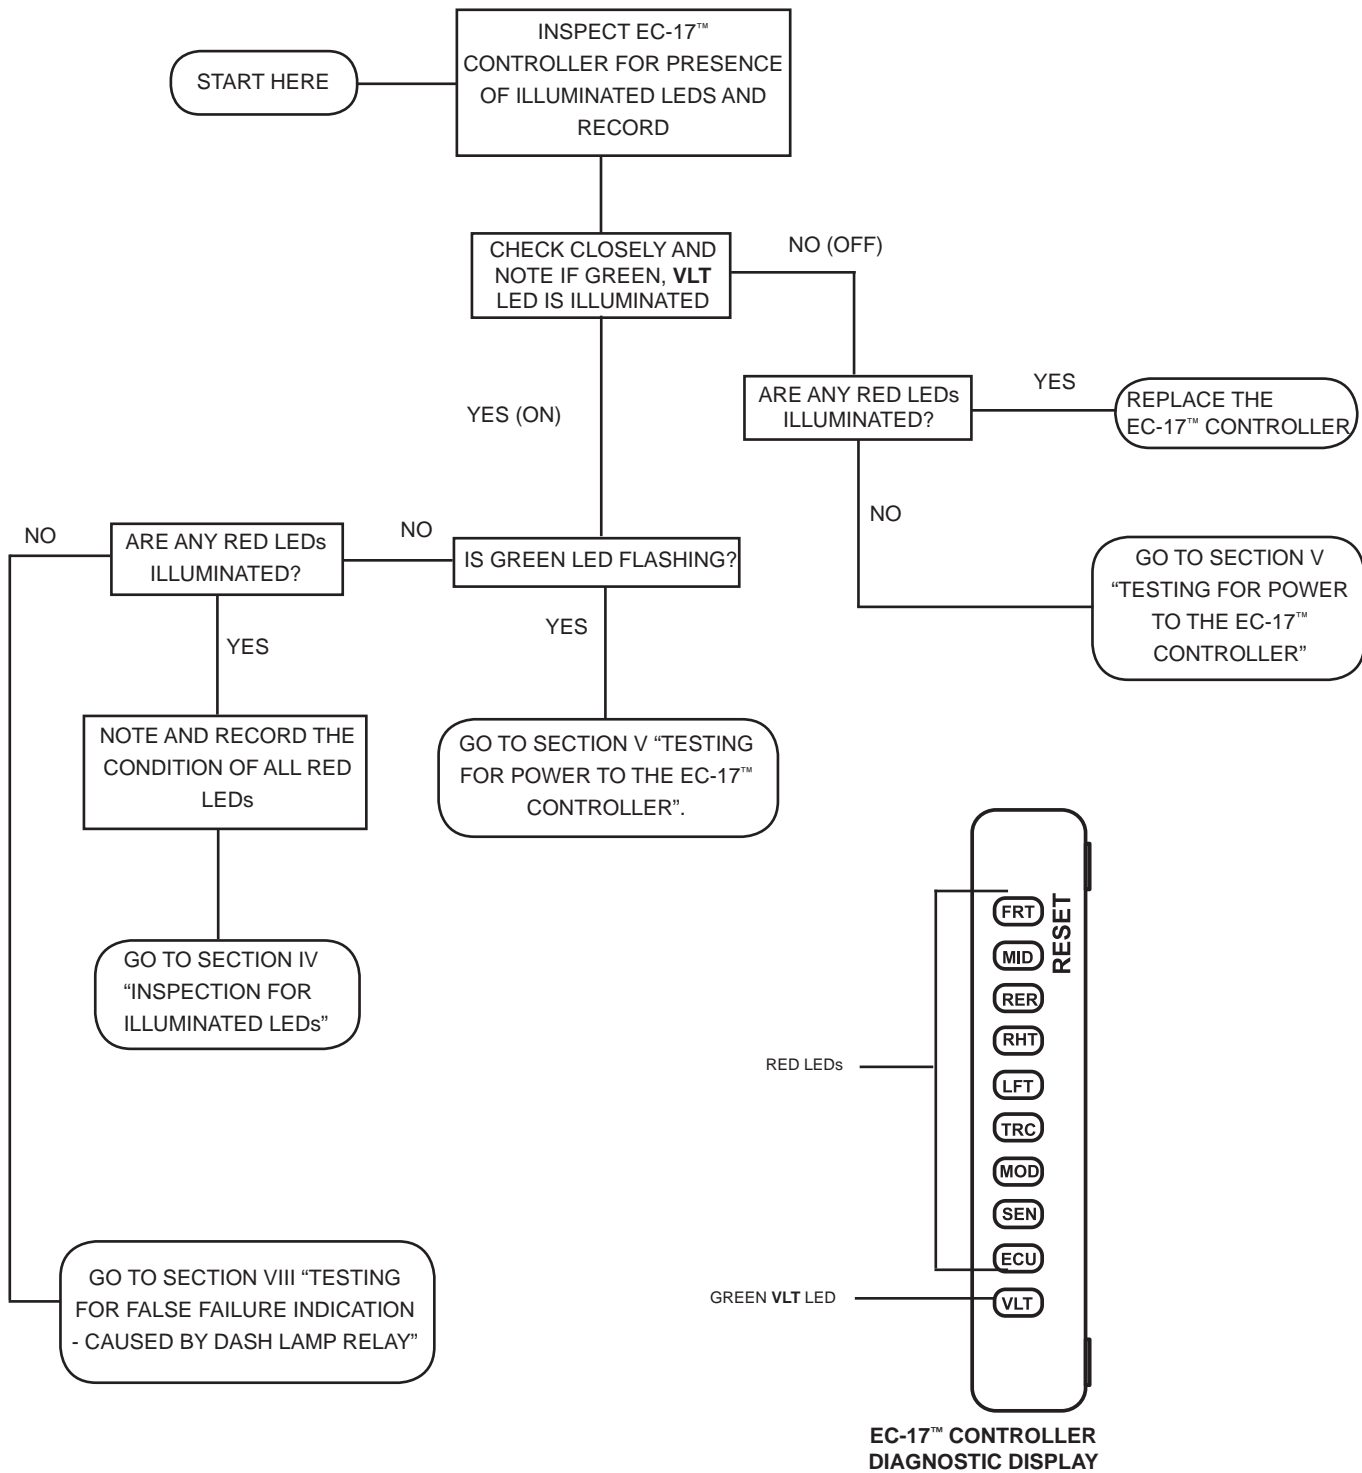 START HERE
INSPECT EC-17™
CONTROLLER FOR PRESENCE
OF ILLUMINATED LEDS AND
RECORD
CHECK CLOSELY AND
NOTE IF GREEN, VLT
LED IS ILLUMINATED
NO (OFF)
YES (ON)
ARE ANY RED LEDs
ILLUMINATED?
YES
REPLACE THE
EC-17™ CONTROLLER
NO
GO TO SECTION V
“TESTING FOR POWER
TO THE EC-17™
CONTROLLER”
IS GREEN LED FLASHING?
NO
ARE ANY RED LEDs
ILLUMINATED?
NO
YES
YES
NOTE AND RECORD THE
CONDITION OF ALL RED
LEDs
GO TO SECTION V “TESTING
FOR POWER TO THE EC-17™
CONTROLLER”.
GO TO SECTION IV
“INSPECTION FOR
ILLUMINATED LEDs”
GO TO SECTION VIII “TESTING
FOR FALSE FAILURE INDICATION
- CAUSED BY DASH LAMP RELAY”
RED LEDs
GREEN VLT LED
FRT
MID
RER
RHT
LFT
TRC
MOD
SEN
ECU
VLT
RESET
EC-17™ CONTROLLER
DIAGNOSTIC DISPLAY